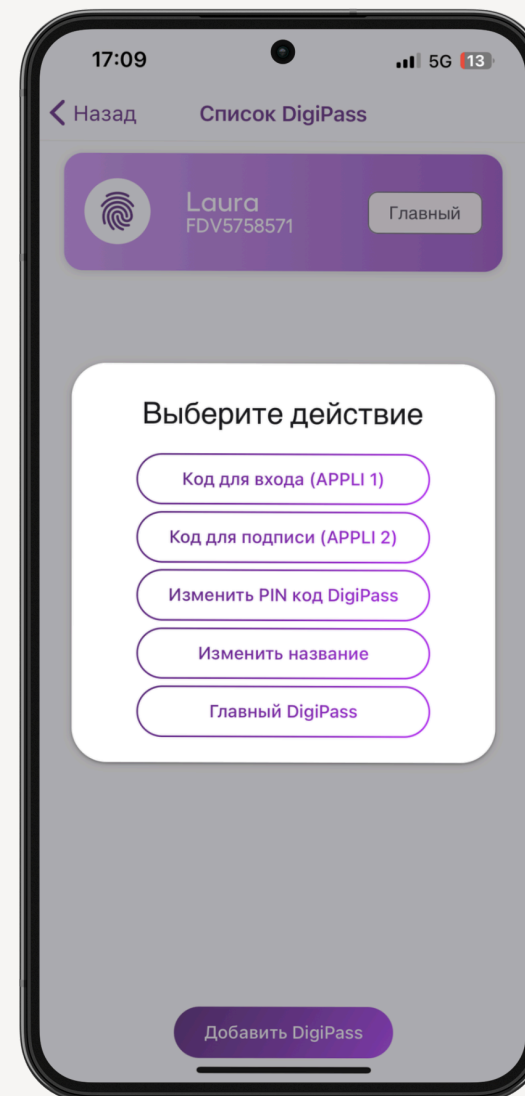 17:09
5G 13
Назад
Список DigiPass
Laura
FDV5758571
Главный
Выберите действие
Код для входа (APPLI 1)
Код для подписи (APPLI 2)
Изменить PIN код DigiPass
Изменить название
Главный DigiPass
Добавить DigiPass